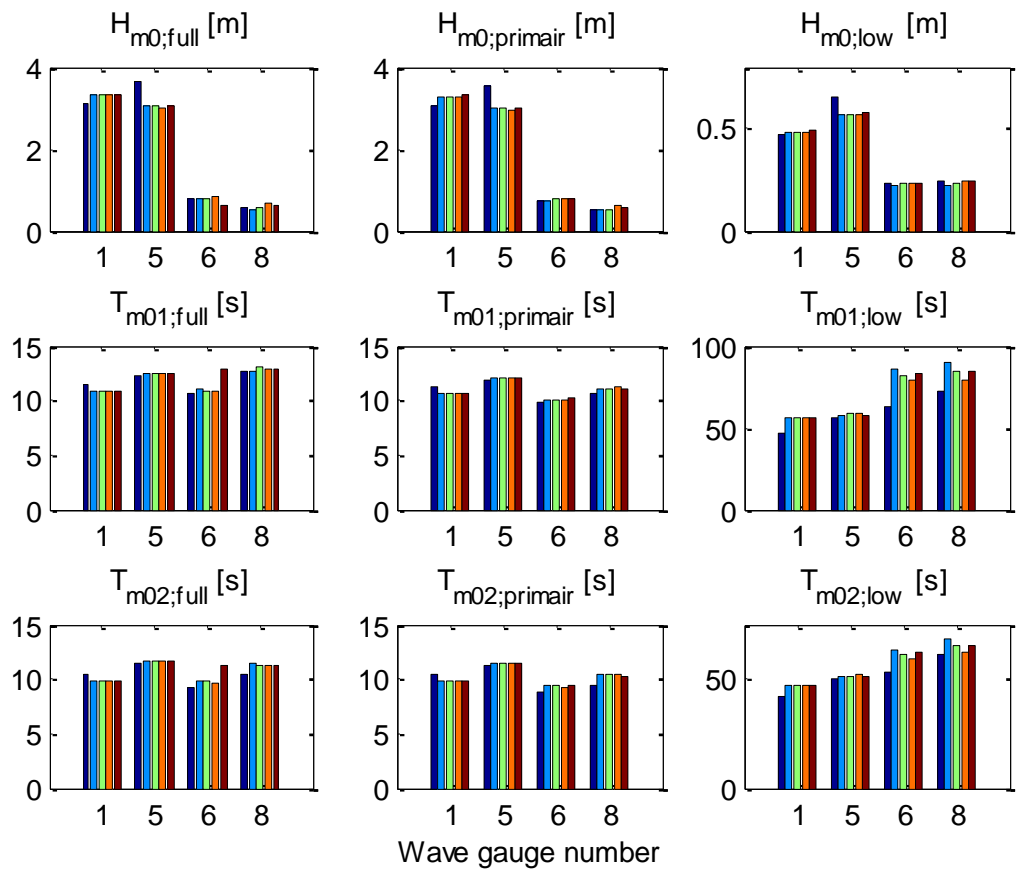 H_m0;full [m] H_m0;primair [m] H_m0;low [m]
4 4
2 2 0.5
0 0 0
1 5 6 8 1 5 6 8 1 5 6 8
T_m01;full [s] T_m01;primair [s] T_m01;low [s]
15 15 100
10 10
5 5 50
0 0 0
1 5 6 8 1 5 6 8 1 5 6 8
T_m02;full [s] T_m02;primair [s] T_m02;low [s]
15 15
10 10 50
5 5
0 0 0
1 5 6 8 1 5 6 8 1 5 6 8
Wave gauge number